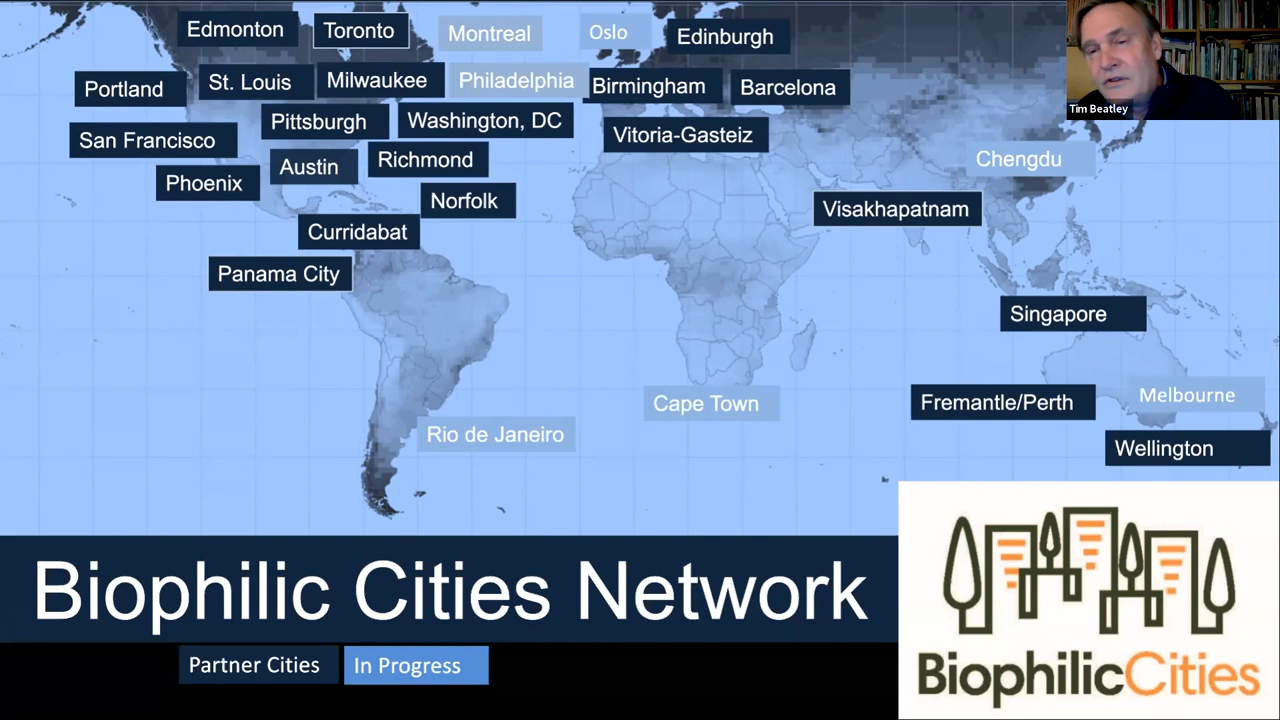 Edmonton
Toronto
Montreal
Oslo
Edinburgh
Tim Beatley
Portland
St. Louis
Milwaukee
Philadelphia
Birmingham
Barcelona
San Francisco
Pittsburgh
Washington, DC
Vitoria-Gasteiz
Chengdu
Phoenix
Austin
Richmond
Norfolk
Visakhapatnam
Curridabat
Panama City
Singapore
Cape Town
Fremantle/Perth
Melbourne
Rio de Janeiro
Wellington
Biophilic Cities Network
Partner Cities
In Progress
BiophilicCities